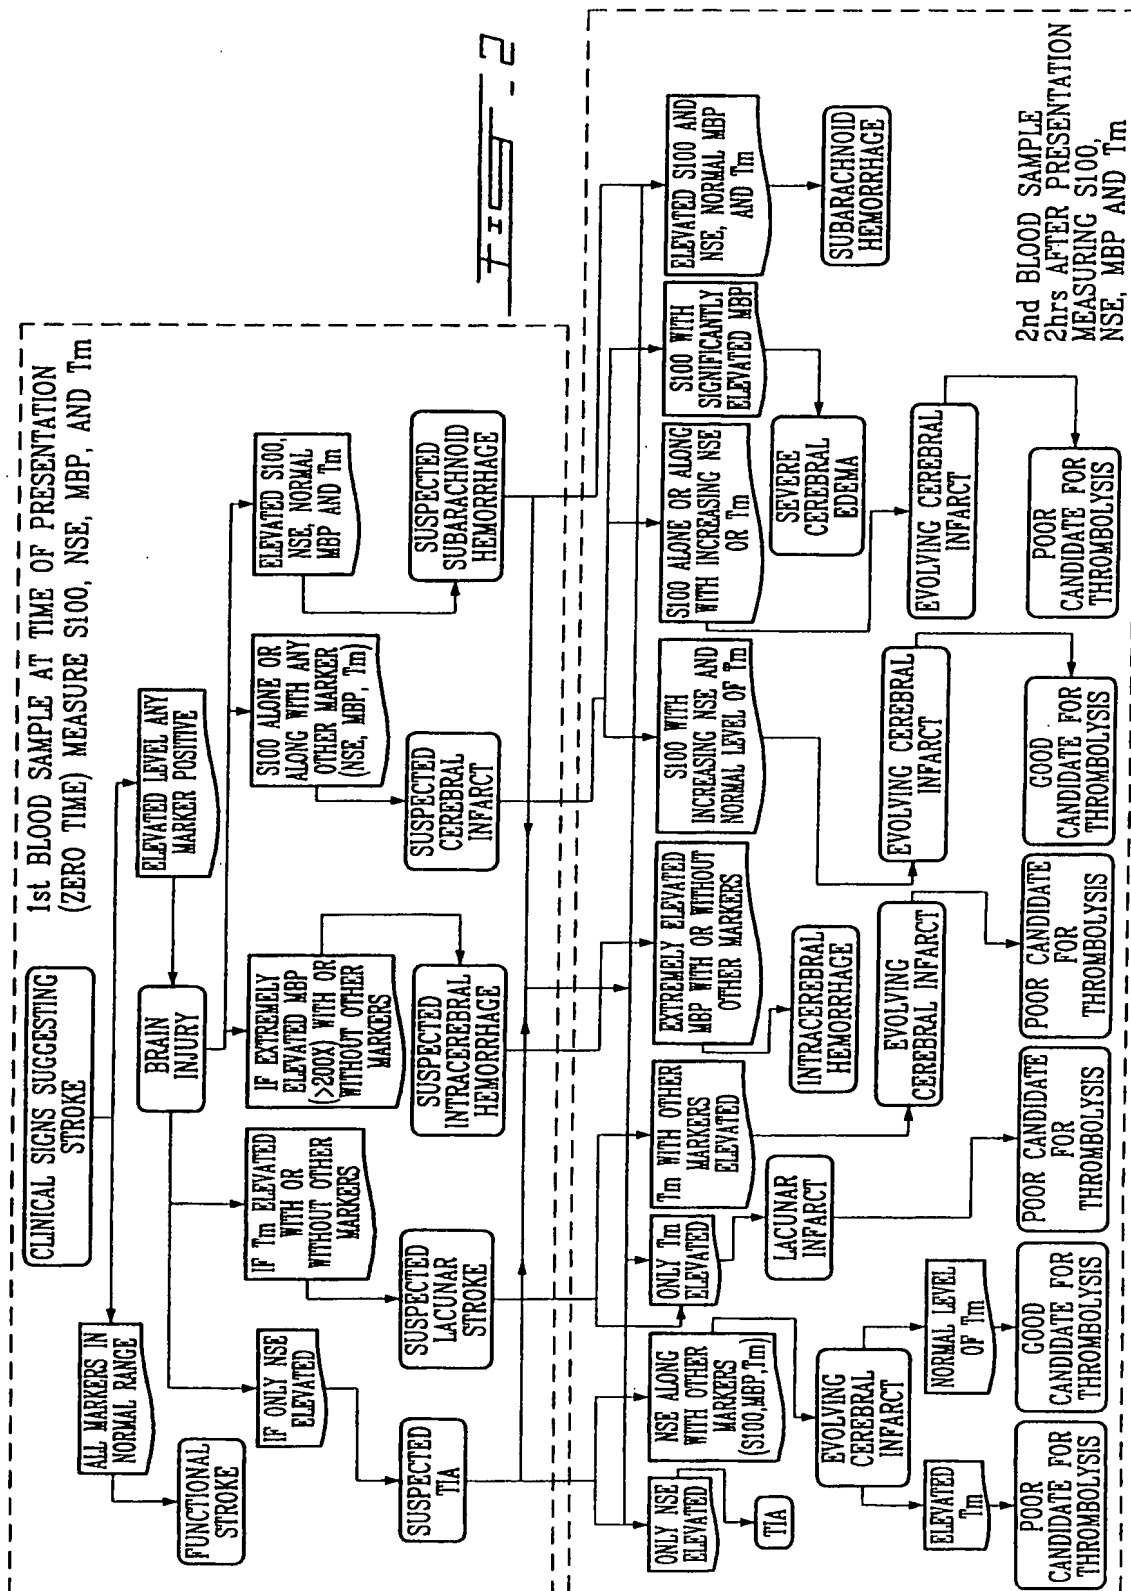 1st BLOOD SAMPLE AT TIME OF PRESENTATION
(ZERO TIME) MEASURE S100, NSE, MBP, AND Tm
CLINICAL SIGNS SUGGESTING
STROKE
ALL MARKERS IN
NORMAL RANGE
ELEVATED LEVEL ANY
MARKER POSITIVE
FUNCTIONAL
STROKE
BRAIN
INJURY
IF ONLY NSE
ELEVATED
IF Tm ELEVATED
WITH OR
WITHOUT OTHER
MARKERS
IF EXTREMELY
ELEVATED MBP
(>200X) WITH OR
WITHOUT OTHER
MARKERS
S100 ALONE OR
ALONG WITH ANY
OTHER MARKER
(NSE, MBP, Tm)
ELEVATED S100,
NSE, NORMAL
MBP AND Tm
SUSPECTED
TIA
SUSPECTED
LACUNAR
STROKE
SUSPECTED
INTRACEREBRAL
HEMORRHAGE
SUSPECTED
CEREBRAL
INFARCT
SUSPECTED
SUBARACHNOID
HEMORRHAGE
FIG - 2
ONLY NSE
ELEVATED
NSE ALONG
WITH OTHER
MARKERS
(S100,MBP,Tm)
ONLY Tm
ELEVATED
Tm WITH OTHER
MARKERS
ELEVATED
EXTREMELY ELEVATED
MBP WITH OR WITHOUT
OTHER MARKERS
S100 WITH
INCREASING NSE AND
NORMAL LEVEL OF Tm
S100 ALONE OR ALONG
WITH INCREASING NSE
OR Tm
S100 WITH
SIGNIFICANTLY
ELEVATED MBP
ELEVATED S100 AND
NSE, NORMAL MBP
AND Tm
TIA
EVOLVING
CEREBRAL
INFARCT
LACUNAR
INFARCT
INTRACEREBRAL
HEMORRHAGE
SEVERE
CEREBRAL
EDEMA
SUBARACHNOID
HEMORRHAGE
ELEVATED
Tm
NORMAL LEVEL
OF Tm
EVOLVING
CEREBRAL INFARCT
EVOLVING CEREBRAL
INFARCT
EVOLVING CEREBRAL
INFARCT
POOR
CANDIDATE FOR
THROMBOLYSIS
GOOD
CANDIDATE FOR
THROMBOLYSIS
POOR CANDIDATE
FOR
THROMBOLYSIS
POOR CANDIDATE
FOR
THROMBOLYSIS
GOOD
CANDIDATE FOR
THROMBOLYSIS
POOR
CANDIDATE FOR
THROMBOLYSIS
2nd BLOOD SAMPLE
2hrs AFTER PRESENTATION
MEASURING S100,
NSE, MBP AND Tm